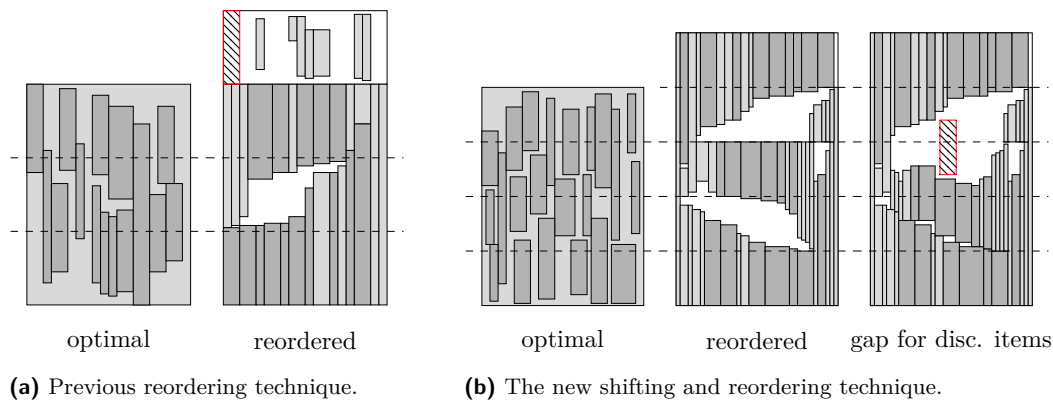 optimal
reordered
optimal
reordered
gap for disc. items
(a) Previous reordering technique.
(b) The new shifting and reordering technique.